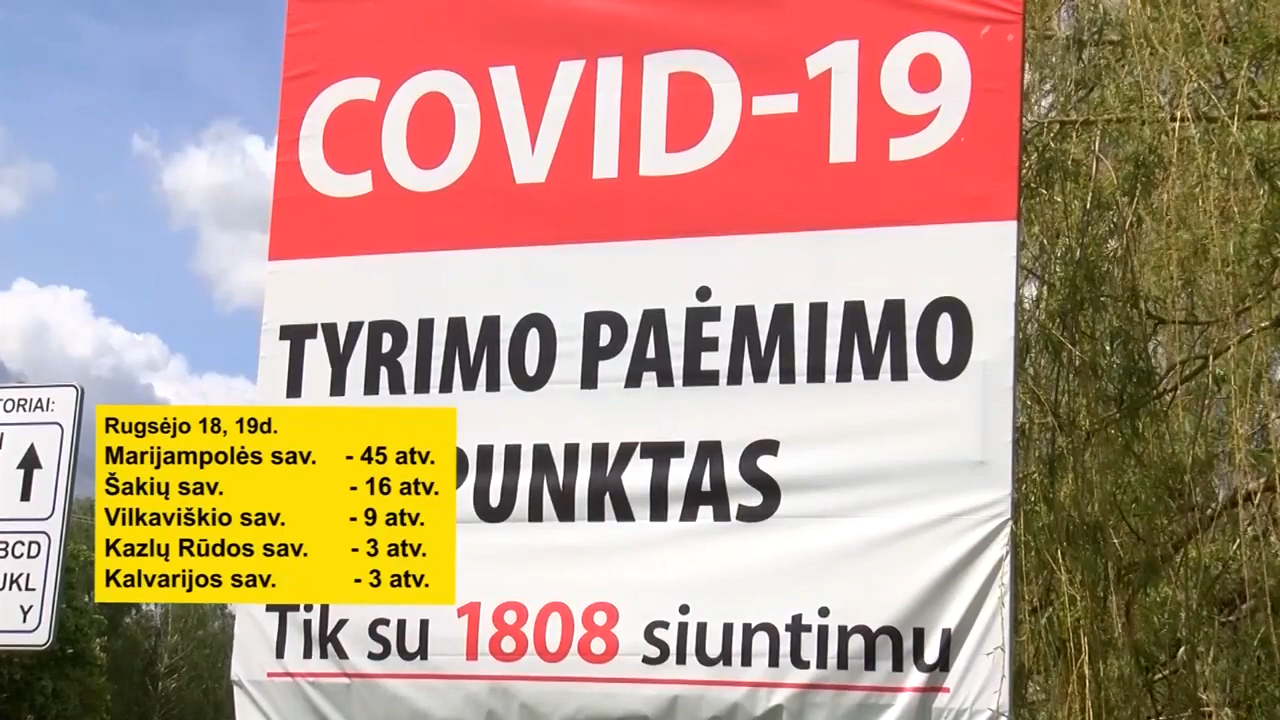 COVID-19
TYRIMO PAĖMIMO
PUNKTAS
Tik su 1808 siuntimu
Rugsėjo 18, 19d.
Marijampolės sav. - 45 atv.
Šakių sav. - 16 atv.
Vilkaviškio sav. - 9 atv.
Kazlų Rūdos sav. - 3 atv.
Kalvarijos sav. - 3 atv.
TORIAI:
BCD
UKL
Y